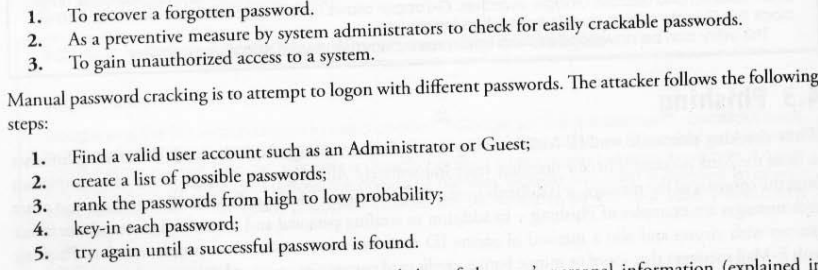 1. To recover a forgotten password.
2. As a preventive measure by system administrators to check for easily crackable passwords.
3. To gain unauthorized access to a system.
Manual password cracking is to attempt to logon with different passwords. The attacker follows the following
steps:
1. Find a valid user account such as an Administrator or Guest;
2. create a list of possible passwords;
3. rank the passwords from high to low probability;
4. key-in each password;
5. try again until a successful password is found.
personal information (explained in